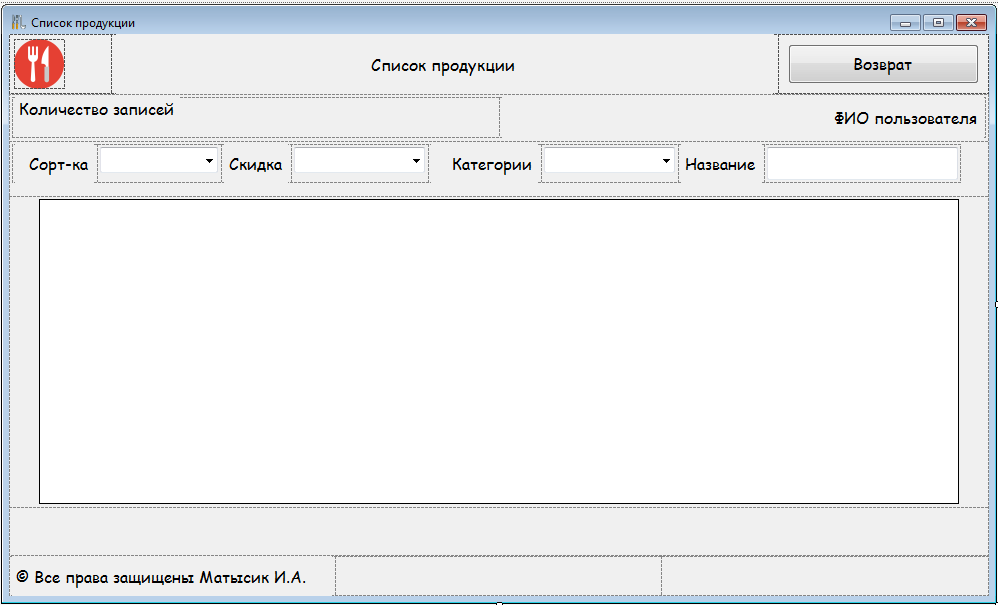 Список продукции
Список продукции
Возврат
Количество записей
ФИО пользователя
Сорт-ка
Скидка
Категории
Название
© Все права защищены Матысик И.А.